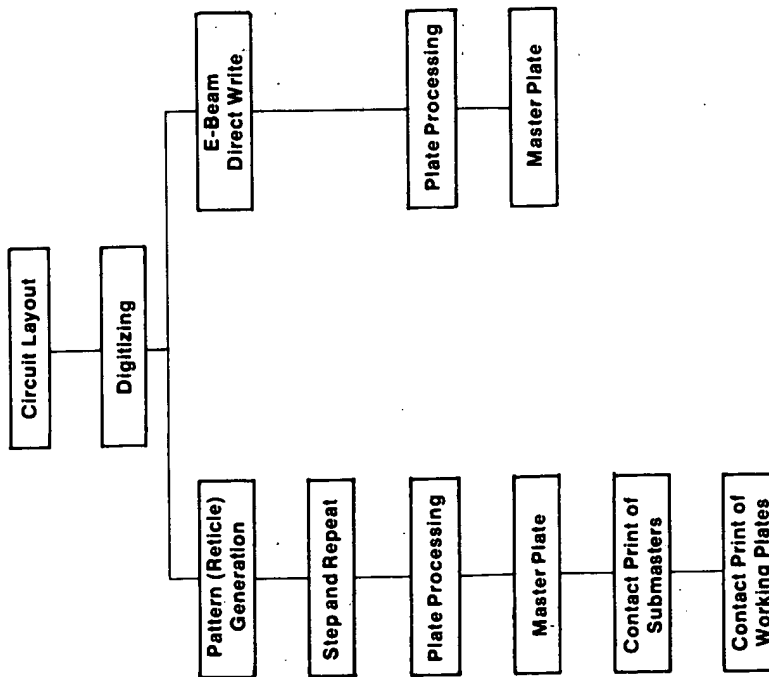 Circuit Layout
Digitizing
Pattern (Reticle)
Generation
Step and Repeat
Plate Processing
Master Plate
Contact Print of
Submasters
Contact Print of
Working Plates
E-Beam
Direct Write
Plate Processing
Master Plate